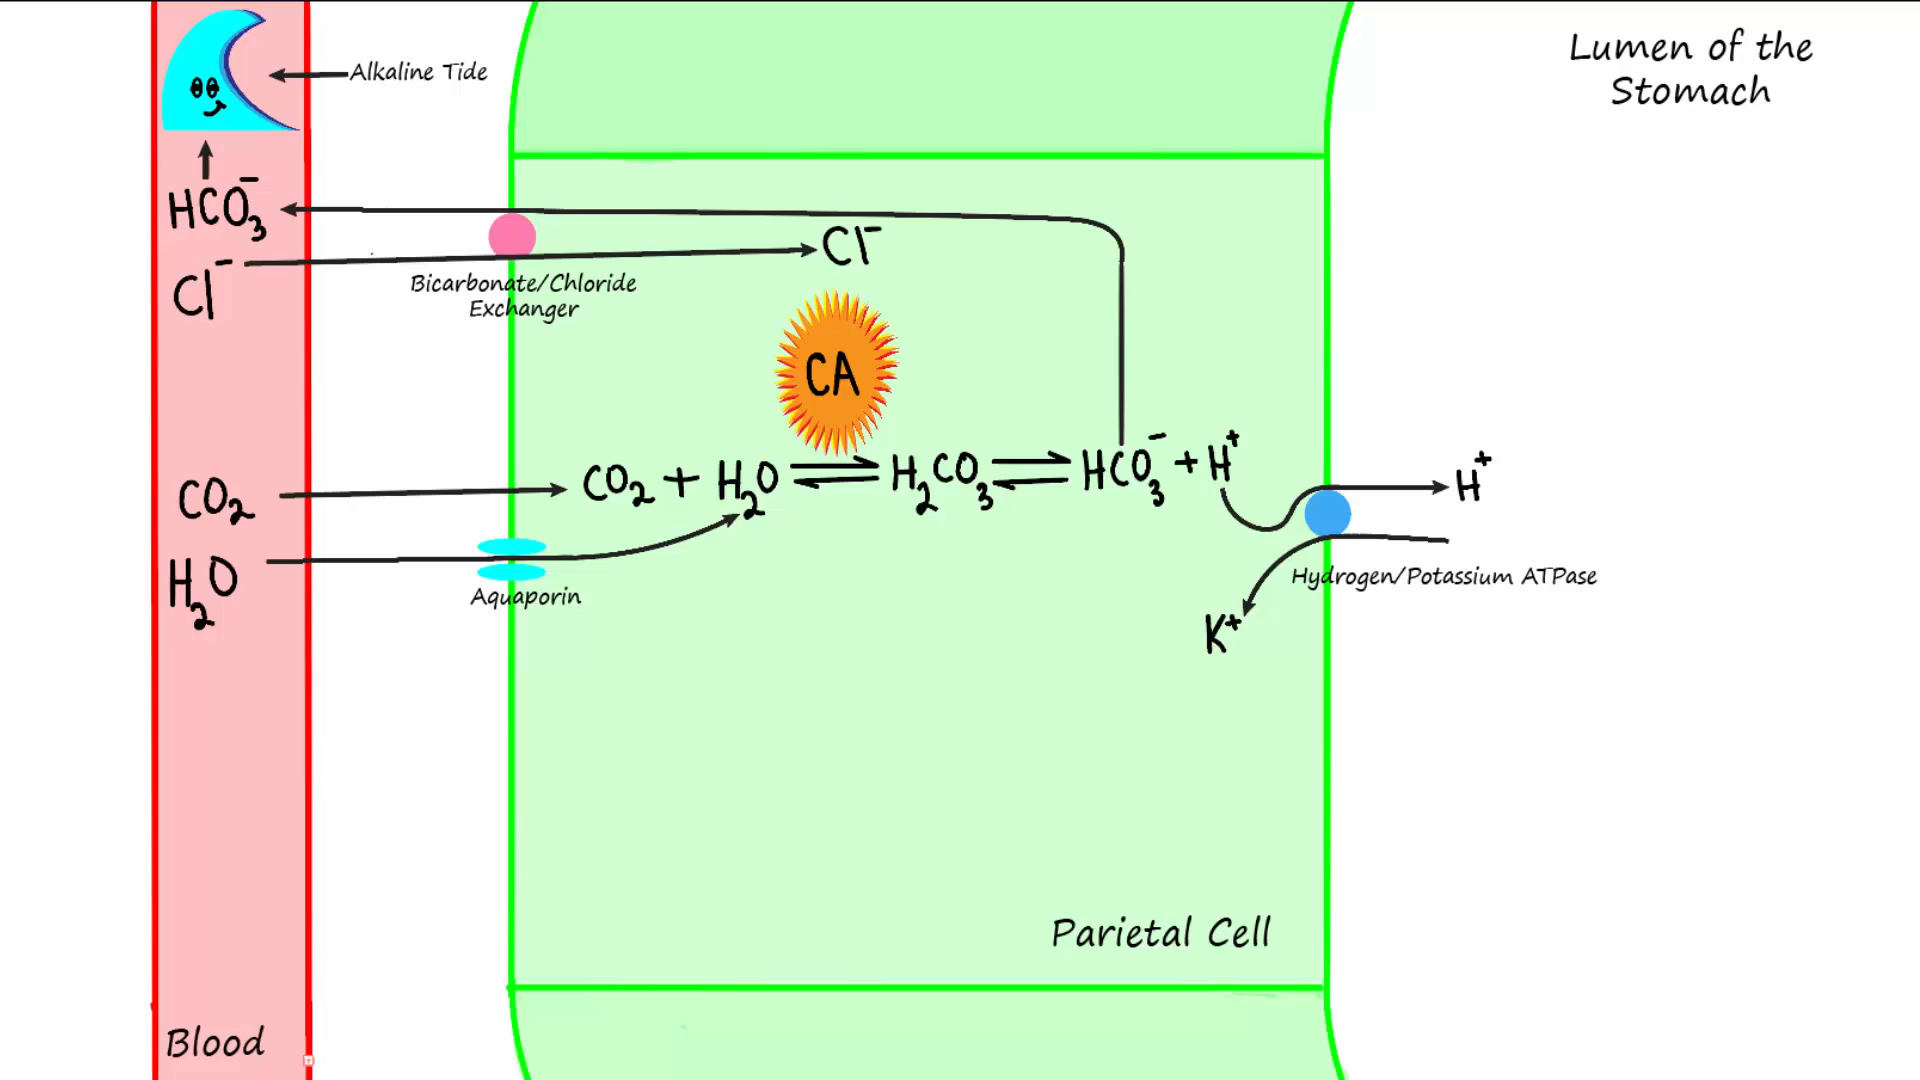 Lumen of the
Stomach
Alkaline Tide
HCO₃⁻
Cl⁻
Cl⁻
Bicarbonate/Chloride
Exchanger
CA
CO₂
CO₂ + H₂O ⇌ H₂CO₃ ⇌ HCO₃⁻ + H⁺
H⁺
H₂O
Aquaporin
Hydrogen/Potassium ATPase
K⁺
Parietal Cell
Blood